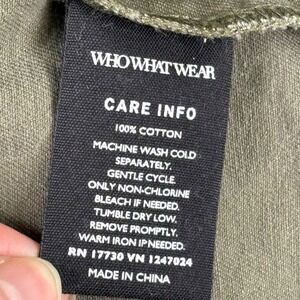 WHO WHAT WEAR
CARE INFO
100% COTTON
MACHINE WASH COLD
SEPARATELY.
GENTLE CYCLE.
ONLY NON-CHLORINE
BLEACH IF NEEDED.
TUMBLE DRY LOW.
REMOVE PROMPTLY.
WARM IRON IF NEEDED.
RN 17730 VN 1247024
MADE IN CHINA